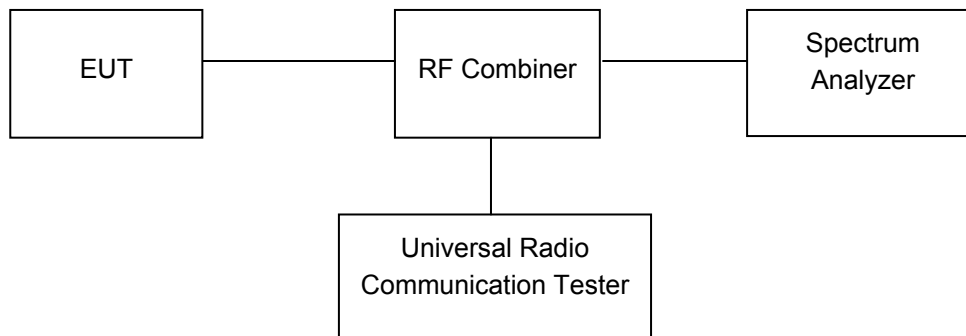 EUT
RF Combiner
Spectrum
Analyzer
Universal Radio
Communication Tester